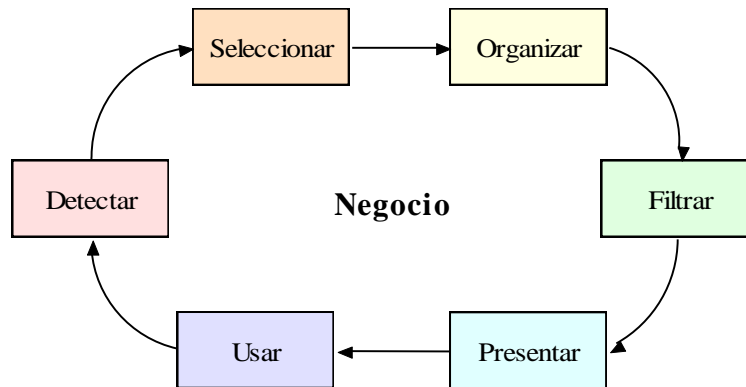 Seleccionar
Organizar
Detectar
Negocio
Filtrar
Usar
Presentar